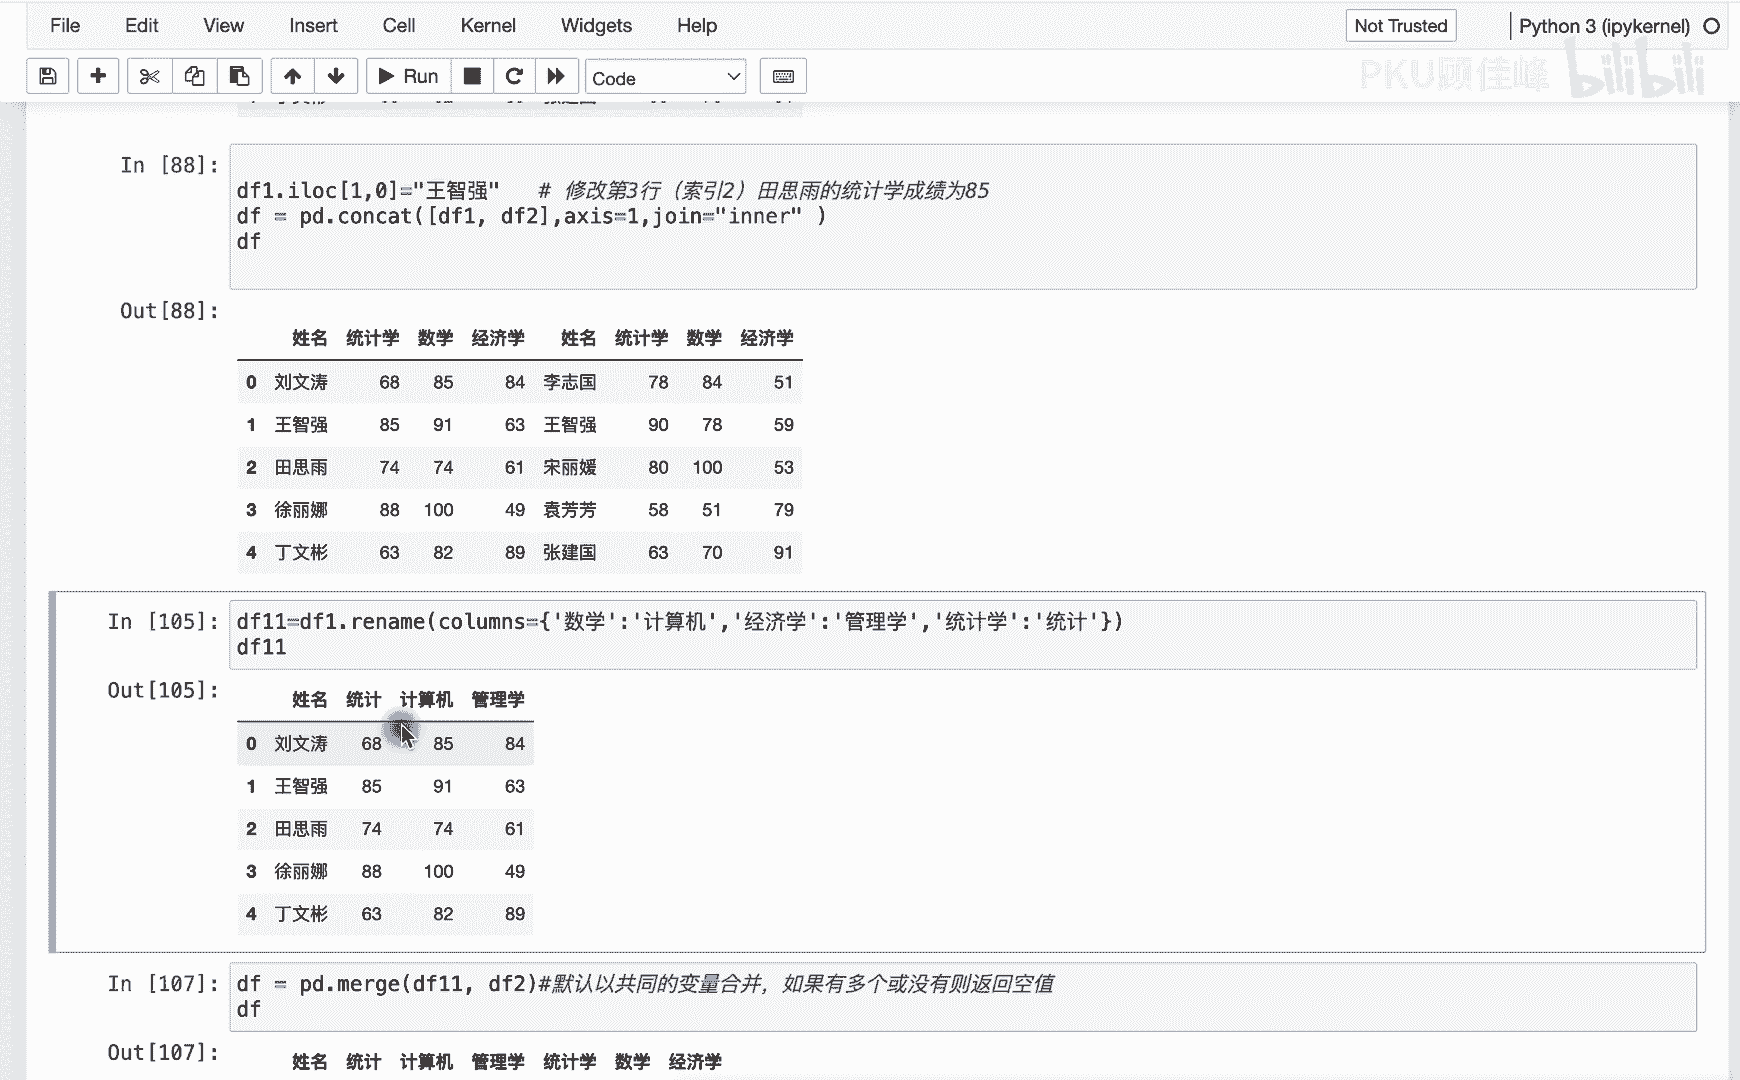 File Edit View Insert Cell Kernel Widgets Help Not Trusted Python 3 (ipykernel)
Run Code PKU顾佳峰 bilibili
In [88]:
df1.iloc[1,0]="王智强" # 修改第3行（索引2）田思雨的统计学成绩为85
df = pd.concat([df1, df2],axis=1,join="inner" )
df
Out[88]:
姓名 统计学 数学 经济学 姓名 统计学 数学 经济学
0 刘文涛 68 85 84 李志国 78 84 51
1 王智强 85 91 63 王智强 90 78 59
2 田思雨 74 74 61 宋丽媛 80 100 53
3 徐丽娜 88 100 49 袁芳芳 58 51 79
4 丁文彬 63 82 89 张建国 63 70 91
In [105]: df11=df1.rename(columns={'数学':'计算机','经济学':'管理学','统计学':'统计'})
df11
Out[105]:
姓名 统计 计算机 管理学
0 刘文涛 68 85 84
1 王智强 85 91 63
2 田思雨 74 74 61
3 徐丽娜 88 100 49
4 丁文彬 63 82 89
In [107]: df = pd.merge(df11, df2)#默认以共同的变量合并，如果有多个或没有则返回空值
df
Out[107]:
姓名 统计 计算机 管理学 统计学 数学 经济学